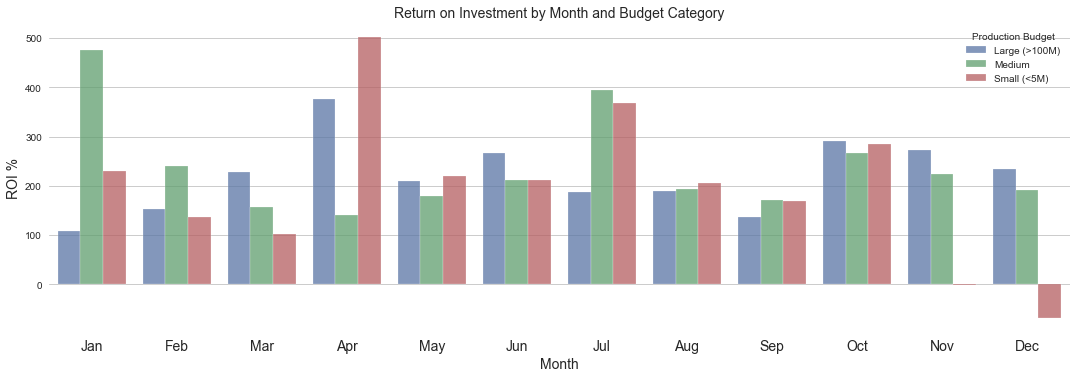 Return on Investment by Month and Budget Category
Production Budget
Large (>100M)
Medium
Small (<5M)
ROI %
500
400
300
200
100
0
Jan Feb Mar Apr May Jun Jul Aug Sep Oct Nov Dec
Month